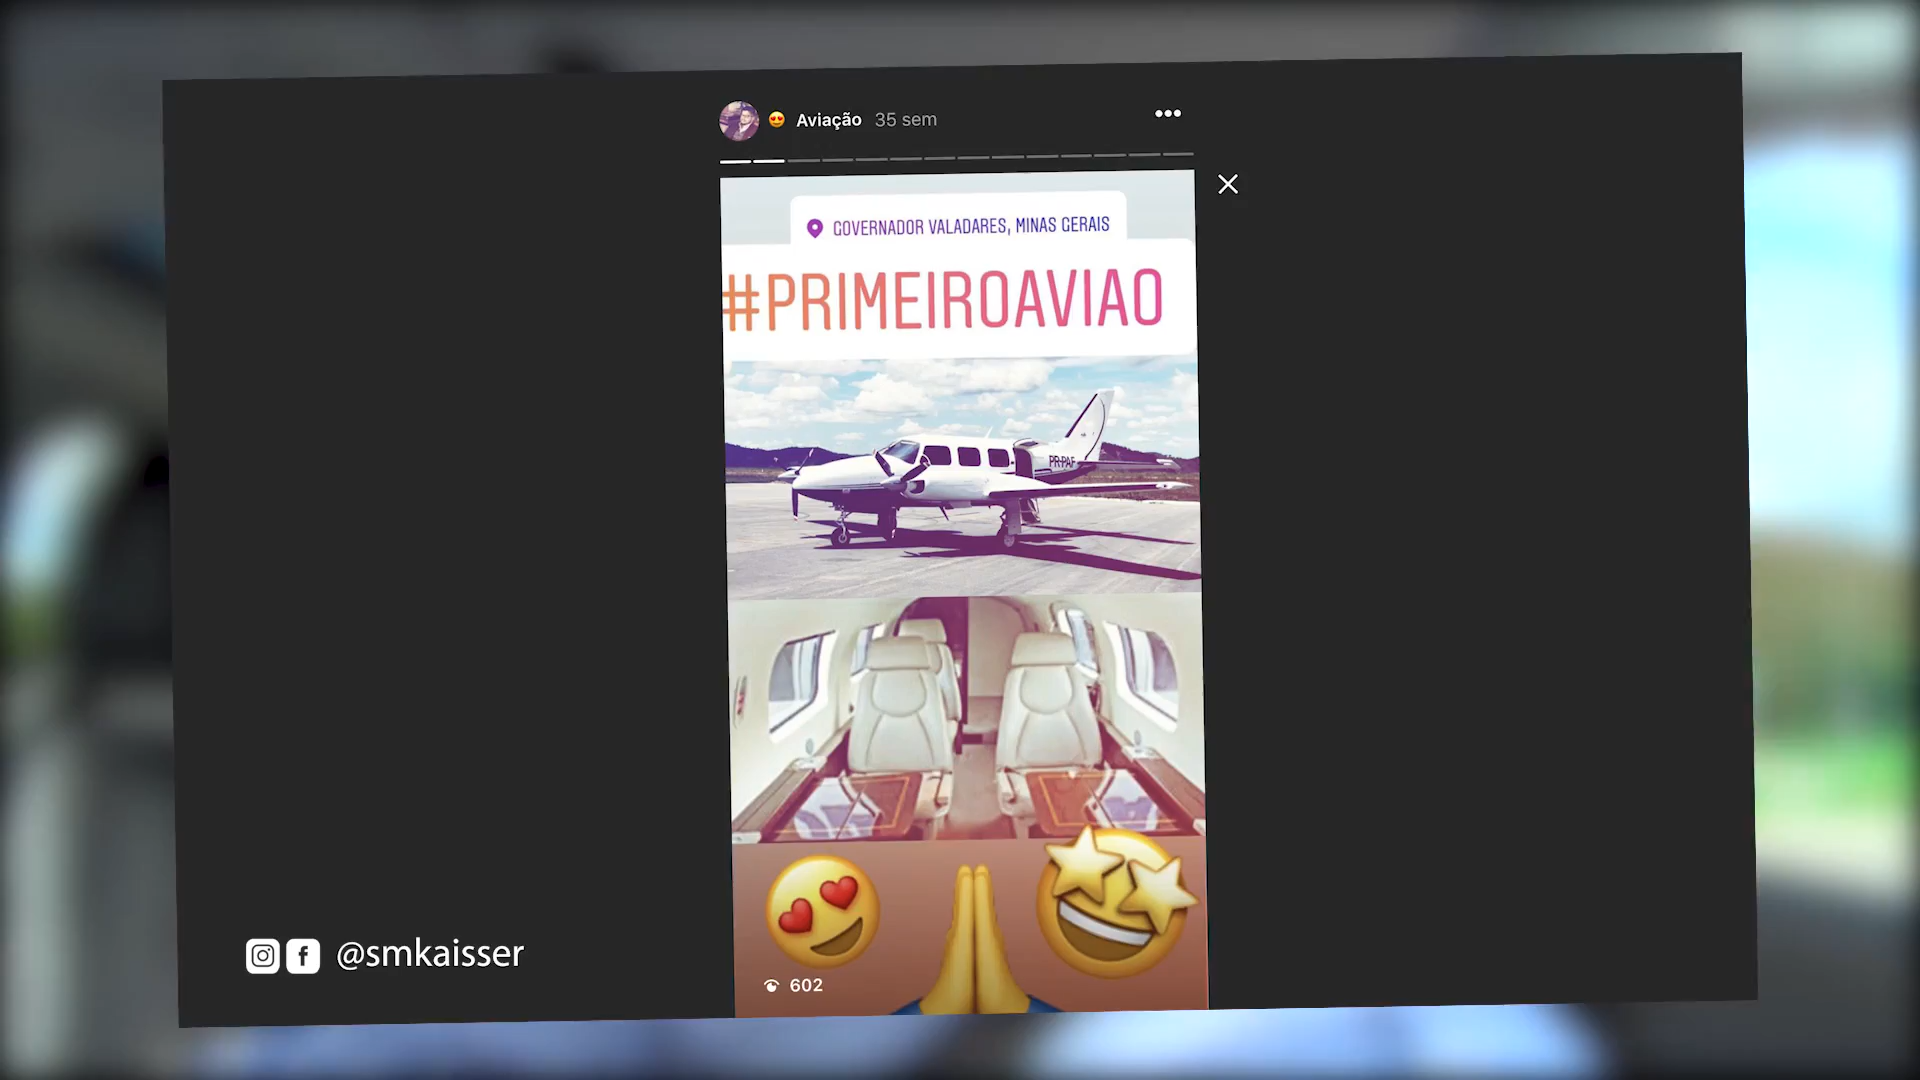 😍 Aviação 35 sem
GOVERNADOR VALADARES, MINAS GERAIS
#PRIMEIROAVIAO
PR-PAF
602
@smkaisser